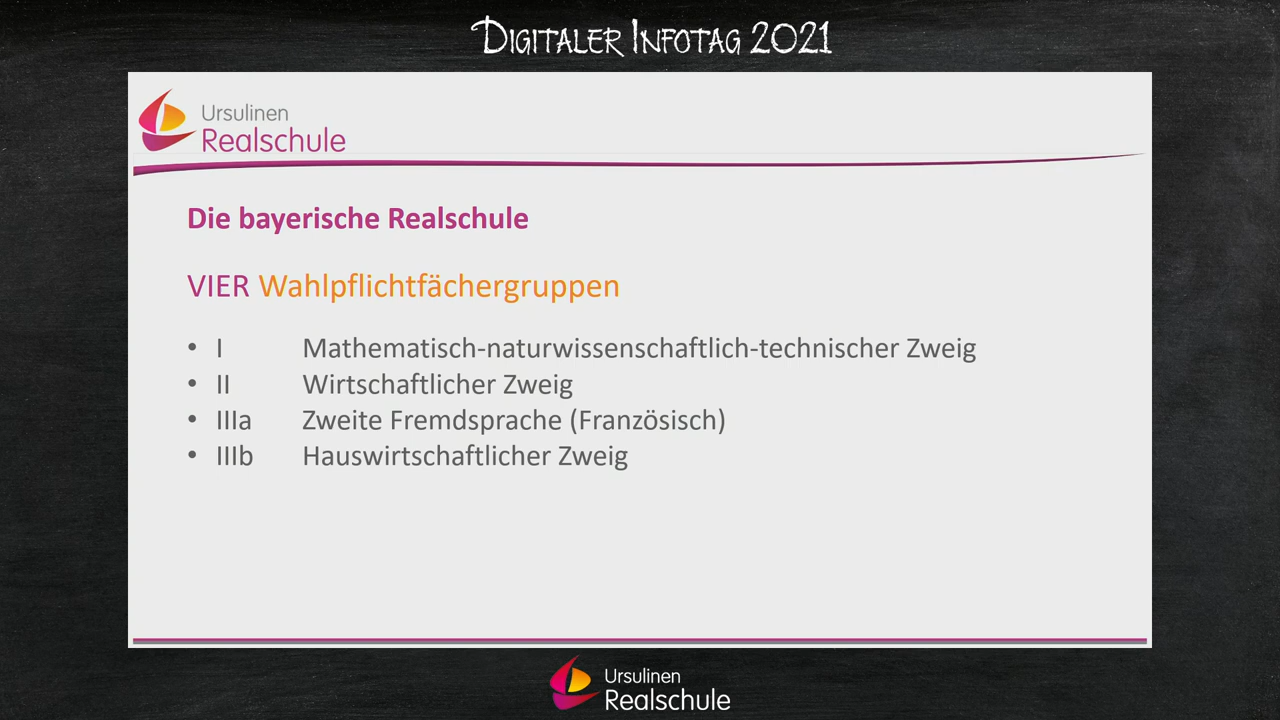 DIGITALER INFOTAG 2021
Ursulinen
Realschule
Die bayerische Realschule
VIER Wahlpflichtfächergruppen
• I Mathematisch-naturwissenschaftlich-technischer Zweig
• II Wirtschaftlicher Zweig
• IIIa Zweite Fremdsprache (Französisch)
• IIIb Hauswirtschaftlicher Zweig
Ursulinen
Realschule